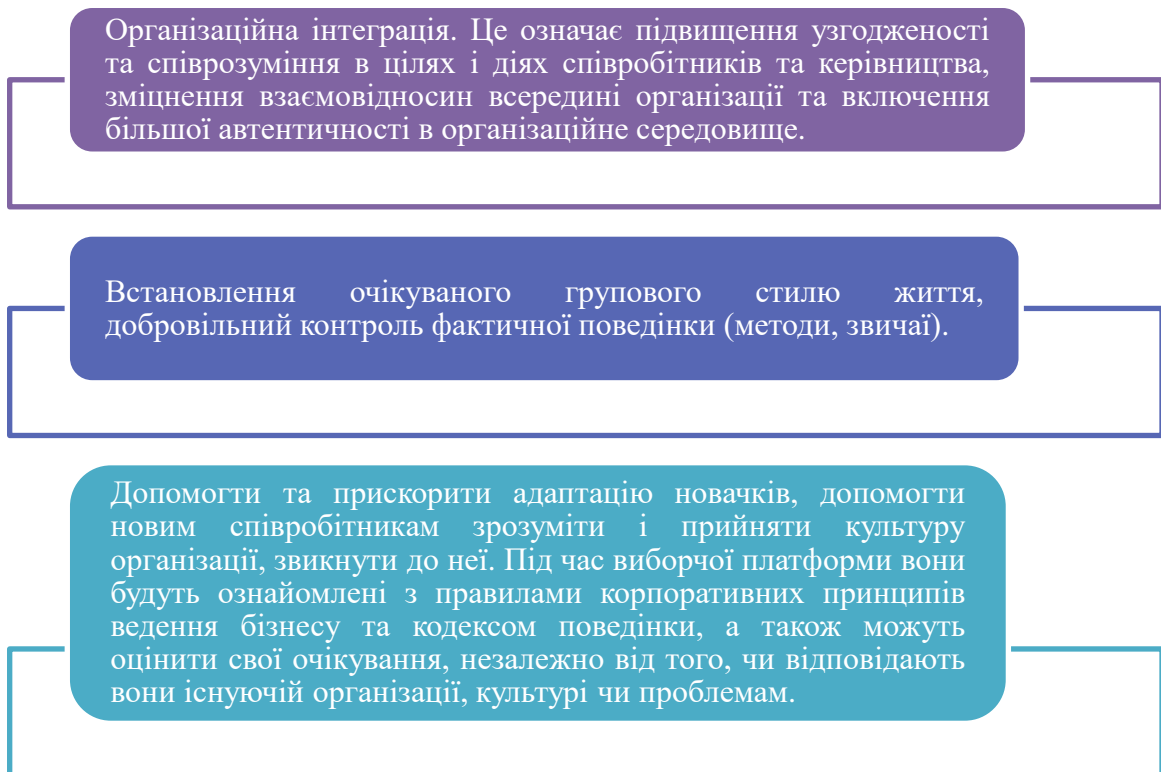 Організаційна інтеграція. Це означає підвищення узгодженості
та співрозуміння в цілях і діях співробітників та керівництва,
зміцнення взаємовідносин всередині організації та включення
більшої автентичності в організаційне середовище.
Встановлення очікуваного групового стилю життя,
добровільний контроль фактичної поведінки (методи, звичаї).
Допомогти та прискорити адаптацію новачків, допомогти
новим співробітникам зрозуміти і прийняти культуру
організації, звикнути до неї. Під час виборчої платформи вони
будуть ознайомлені з правилами корпоративних принципів
ведення бізнесу та кодексом поведінки, а також можуть
оцінити свої очікування, незалежно від того, чи відповідають
вони існуючій організації, культурі чи проблемам.